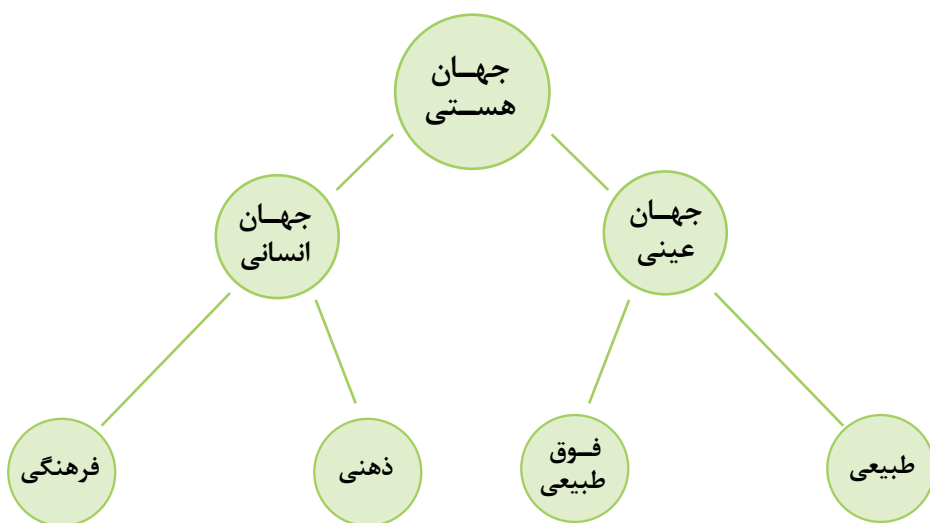 جهان
هستی
جهان
عینی
جهان
انسانی
طبیعی
فوق
طبیعی
ذهنی
فرهنگی